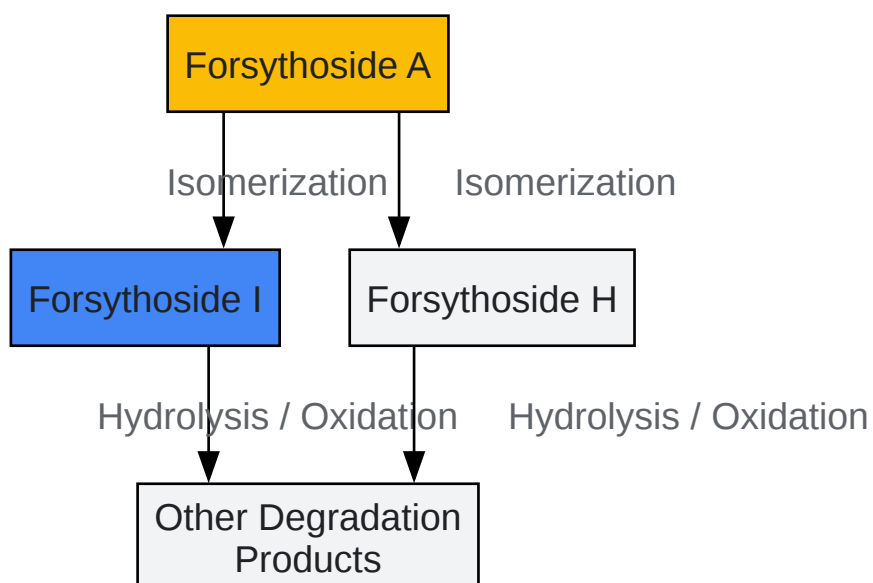 Forsythoside A
Isomerization
Isomerization
Forsythoside I
Forsythoside H
Hydrolysis / Oxidation
Hydrolysis / Oxidation
Other Degradation
Products